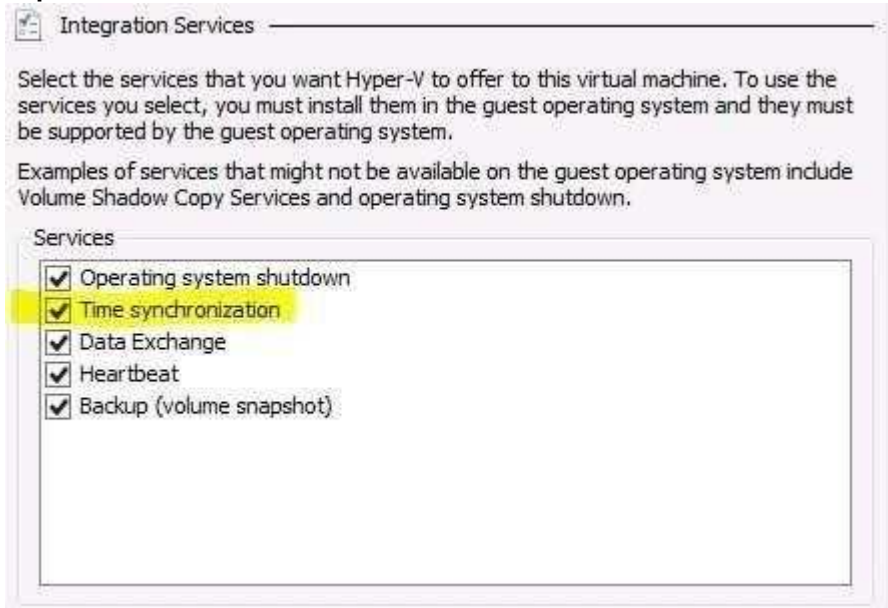 Integration Services
Select the services that you want Hyper-V to offer to this virtual machine. To use the
services you select, you must install them in the guest operating system and they must
be supported by the guest operating system.
Examples of services that might not be available on the guest operating system include
Volume Shadow Copy Services and operating system shutdown.
Services
Operating system shutdown
Time synchronization
Data Exchange
Heartbeat
Backup (volume snapshot)